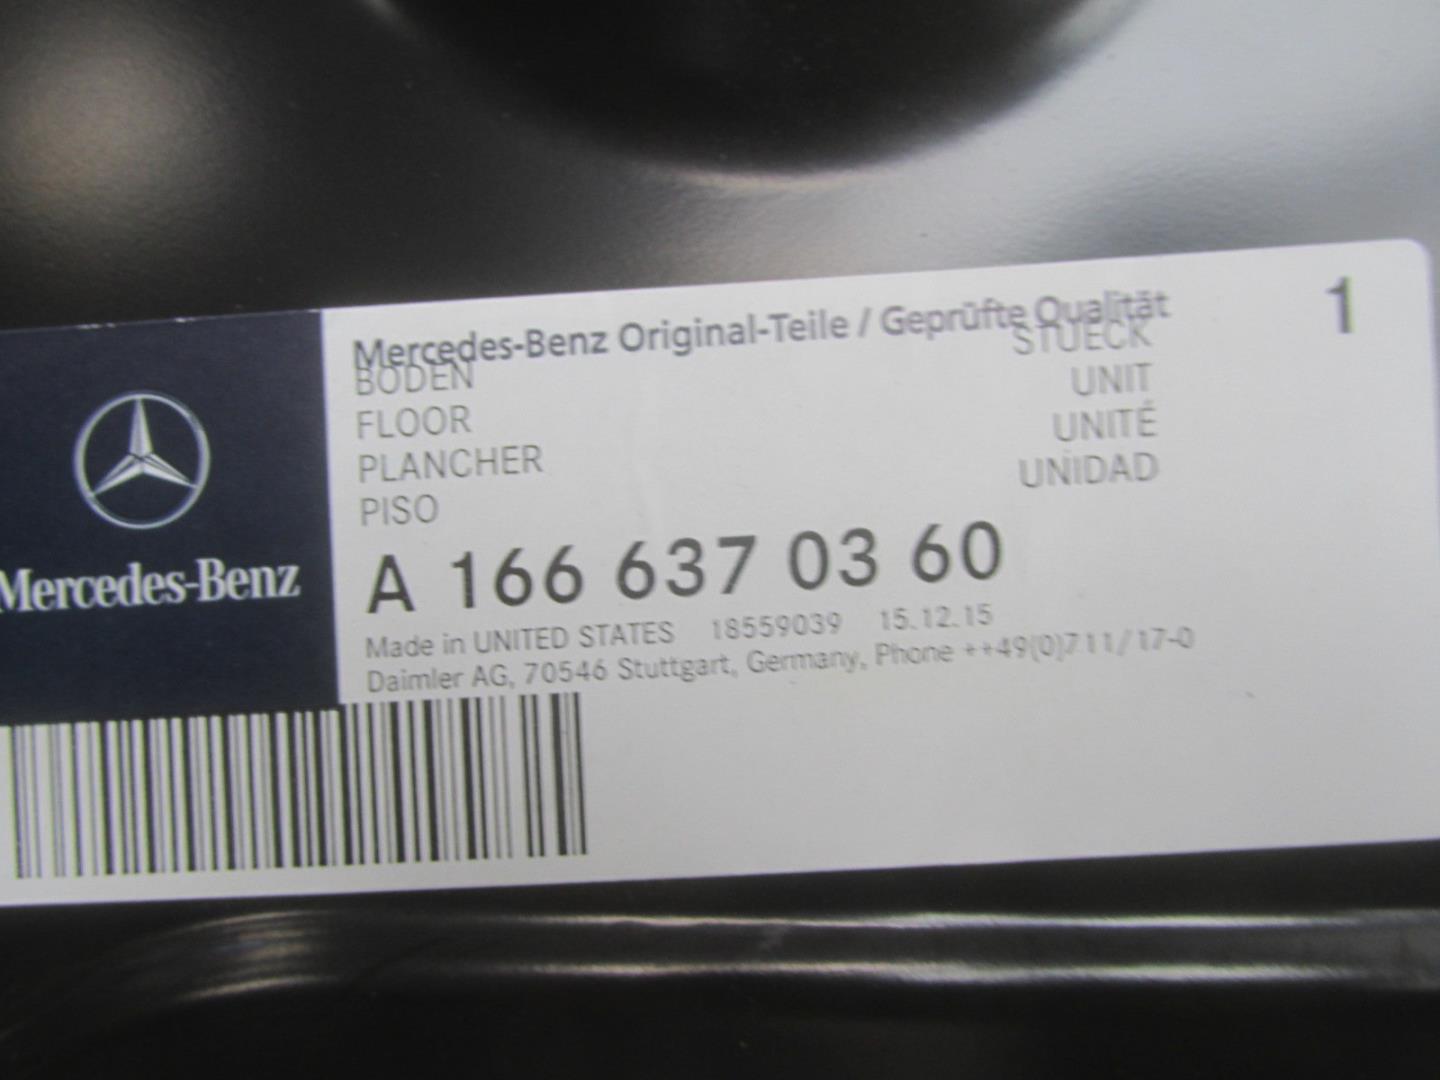 Mercedes-Benz Original-Teile / Geprüfte Qualität 1
BODEN STUECK
FLOOR UNIT
PLANCHER UNITÉ
PISO UNIDAD
A 166 637 03 60
Made in UNITED STATES 18559039 15.12.15
Daimler AG, 70546 Stuttgart, Germany, Phone ++49(0)711/17-0
Mercedes-Benz